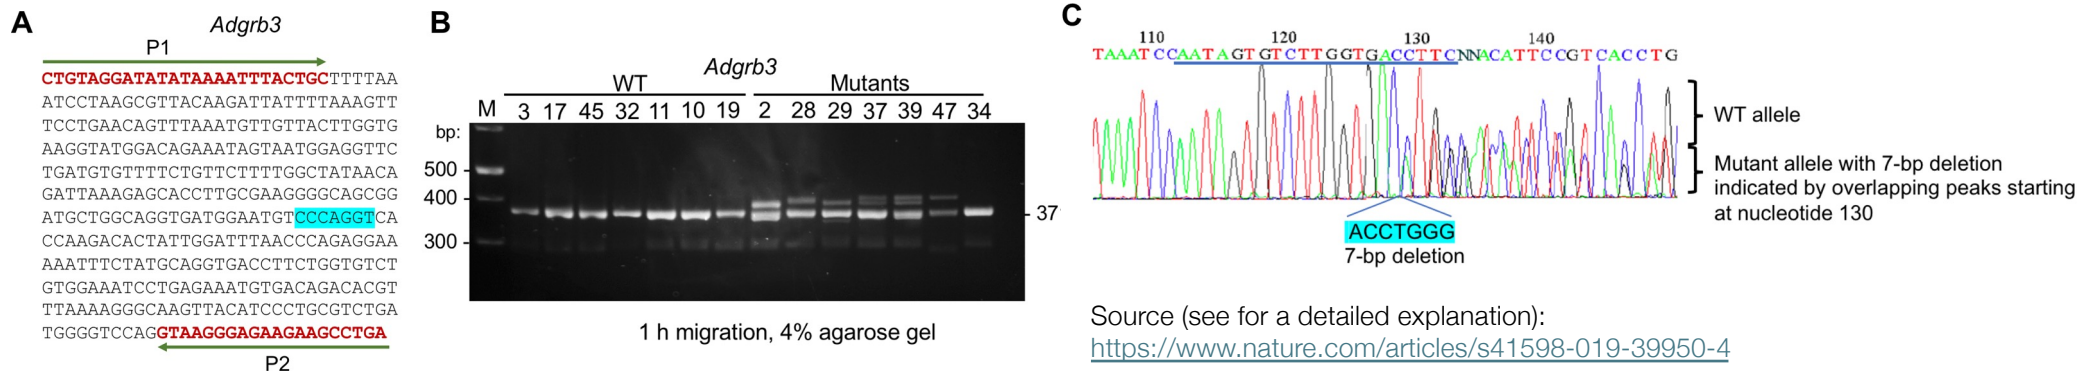 A
Adgrb3
P1
CTGTAGGATATATAAAATTTACTGCTTTTAA
ATCCTAAGCGTTACAAGATTATTTTAAAGTT
TCCTGAACAGTTTAAATGTTGTTACTTGGTG
AAGGTATGGACAGAAATAGTAATGGAGGTTC
TGATGTGTTTTCTGTTCTTTTGGCTATAACA
GATTAAAGAGCACCTTGCGAAGGGGCAGCGG
ATGCTGGCAGGTGATGGAATGTCCCAGGTCA
CCAAGACACTATTGGATTTAACCCAGAGGAA
AAATTTCTATGCAGGTGACCTTCTGGTGTCT
GTGGAAATCCTGAGAAATGTGACAGACACGT
TTAAAAGGGCAAGTTACATCCCTGCGTCTGA
TGGGGTCCAGGTAAGGGAGAAGAAGCCTGA
P2
B
Adgrb3
WT Mutants
M 3 17 45 32 11 10 19 2 28 29 37 39 47 34
bp:
500
400
300
37
1 h migration, 4% agarose gel
C
110 120 130 140
TAAATCCAATAGTGTCTTGGTGACCTTCNNACATTCCGTCACCTG
WT allele
Mutant allele with 7-bp deletion
indicated by overlapping peaks starting
at nucleotide 130
ACCTGGG
7-bp deletion
Source (see for a detailed explanation):
https://www.nature.com/articles/s41598-019-39950-4